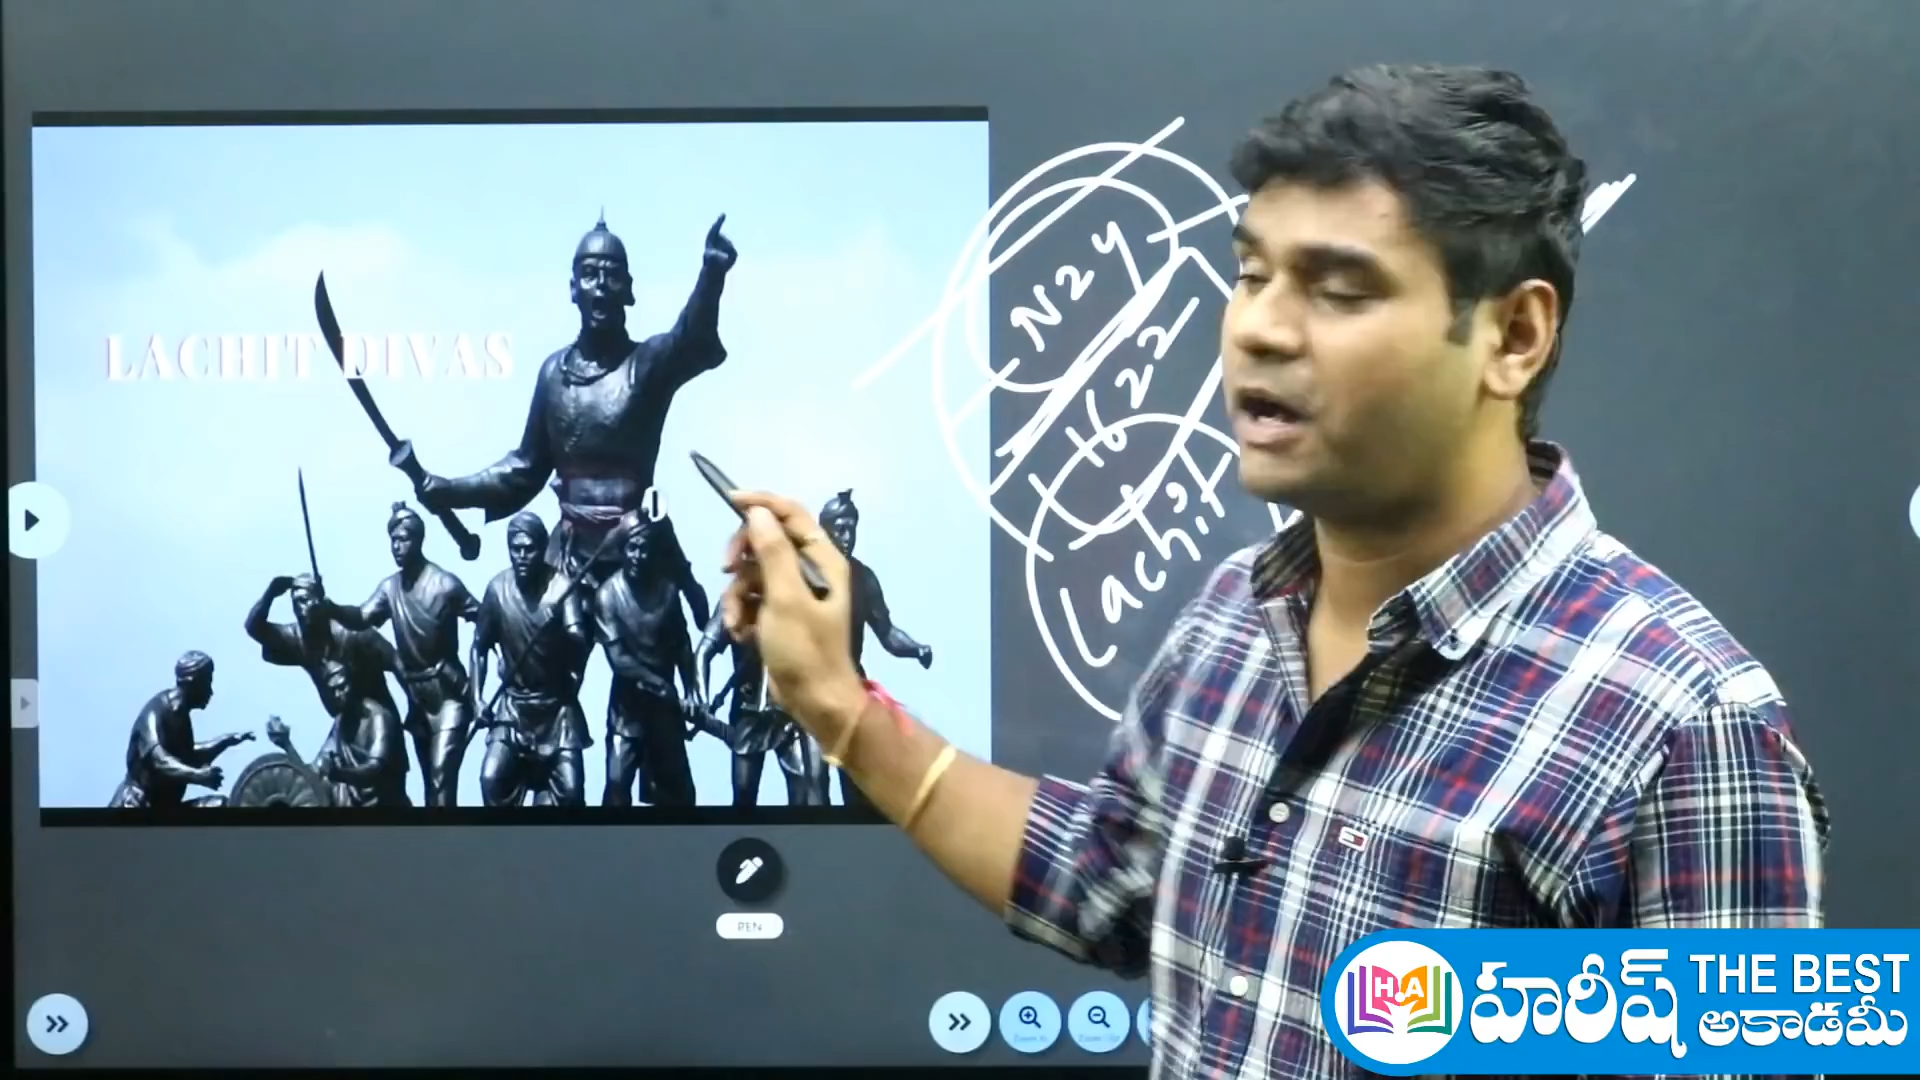 LACHIT DIVAS
N24
1622
Lachit
PEN
H.A
హరీష్ THE BEST
అకాడమీ